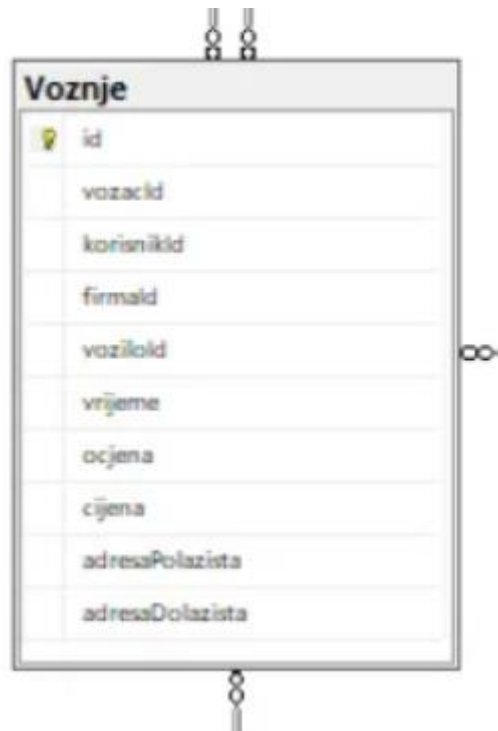 Voznje
id
vozacId
korisnikId
firmaId
voziloId
vrijeme
ocjena
cijena
adresaPolazista
adresaDolazista